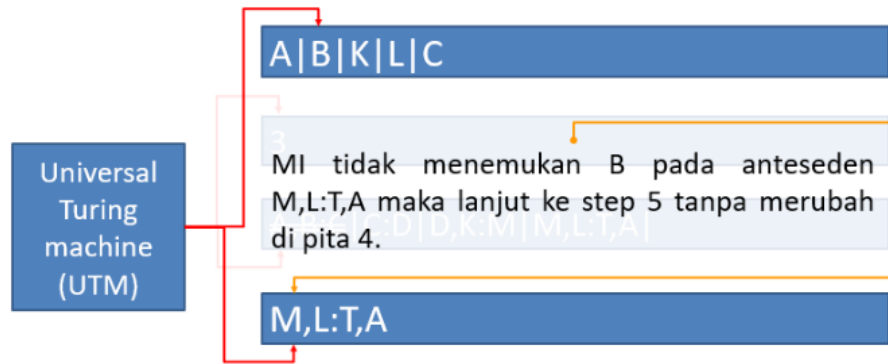 A|B|K|L|C
3
Universal
Turing
machine
(UTM)
MI tidak menemukan B pada anteseden
M,L:T,A maka lanjut ke step 5 tanpa merubah
di pita 4.
|C:D|D,K:M|M,L:T,A|
M,L:T,A